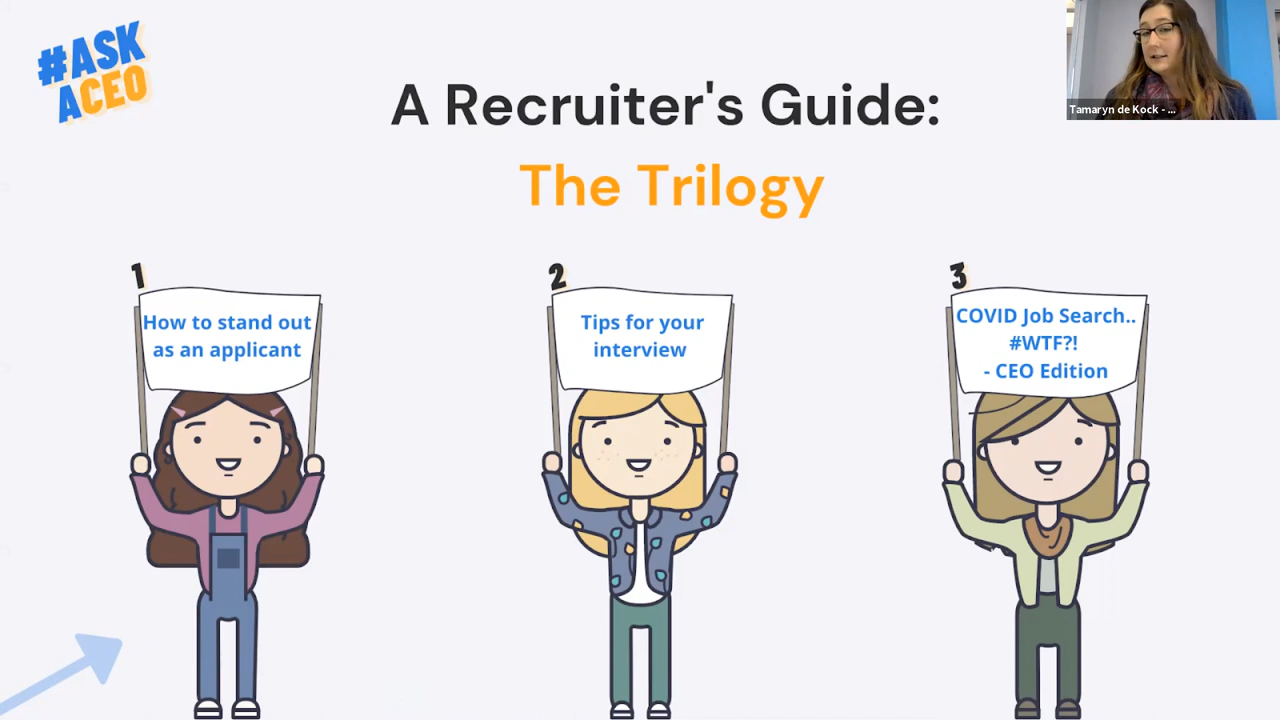 #ASK
ACEO
Tamaryn de Kock - ...
A Recruiter's Guide:
The Trilogy
1
How to stand out
as an applicant
2
Tips for your
interview
3
COVID Job Search..
#WTF?!
- CEO Edition